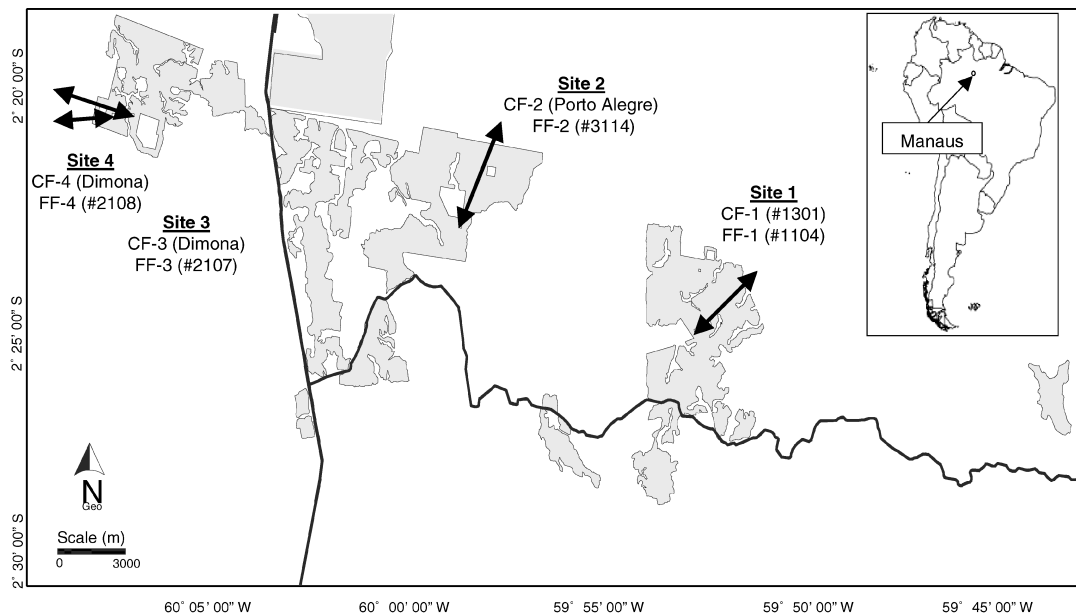 2° 20' 00" S
2° 25' 00" S
2° 30' 00" S
Site 4
CF-4 (Dimona)
FF-4 (#2108)
Site 3
CF-3 (Dimona)
FF-3 (#2107)
Site 2
CF-2 (Porto Alegre)
FF-2 (#3114)
Site 1
CF-1 (#1301)
FF-1 (#1104)
Manaus
N
Geo
Scale (m)
0 3000
60° 05' 00" W 60° 00' 00" W 59° 55' 00" W 59° 50' 00" W 59° 45' 00" W